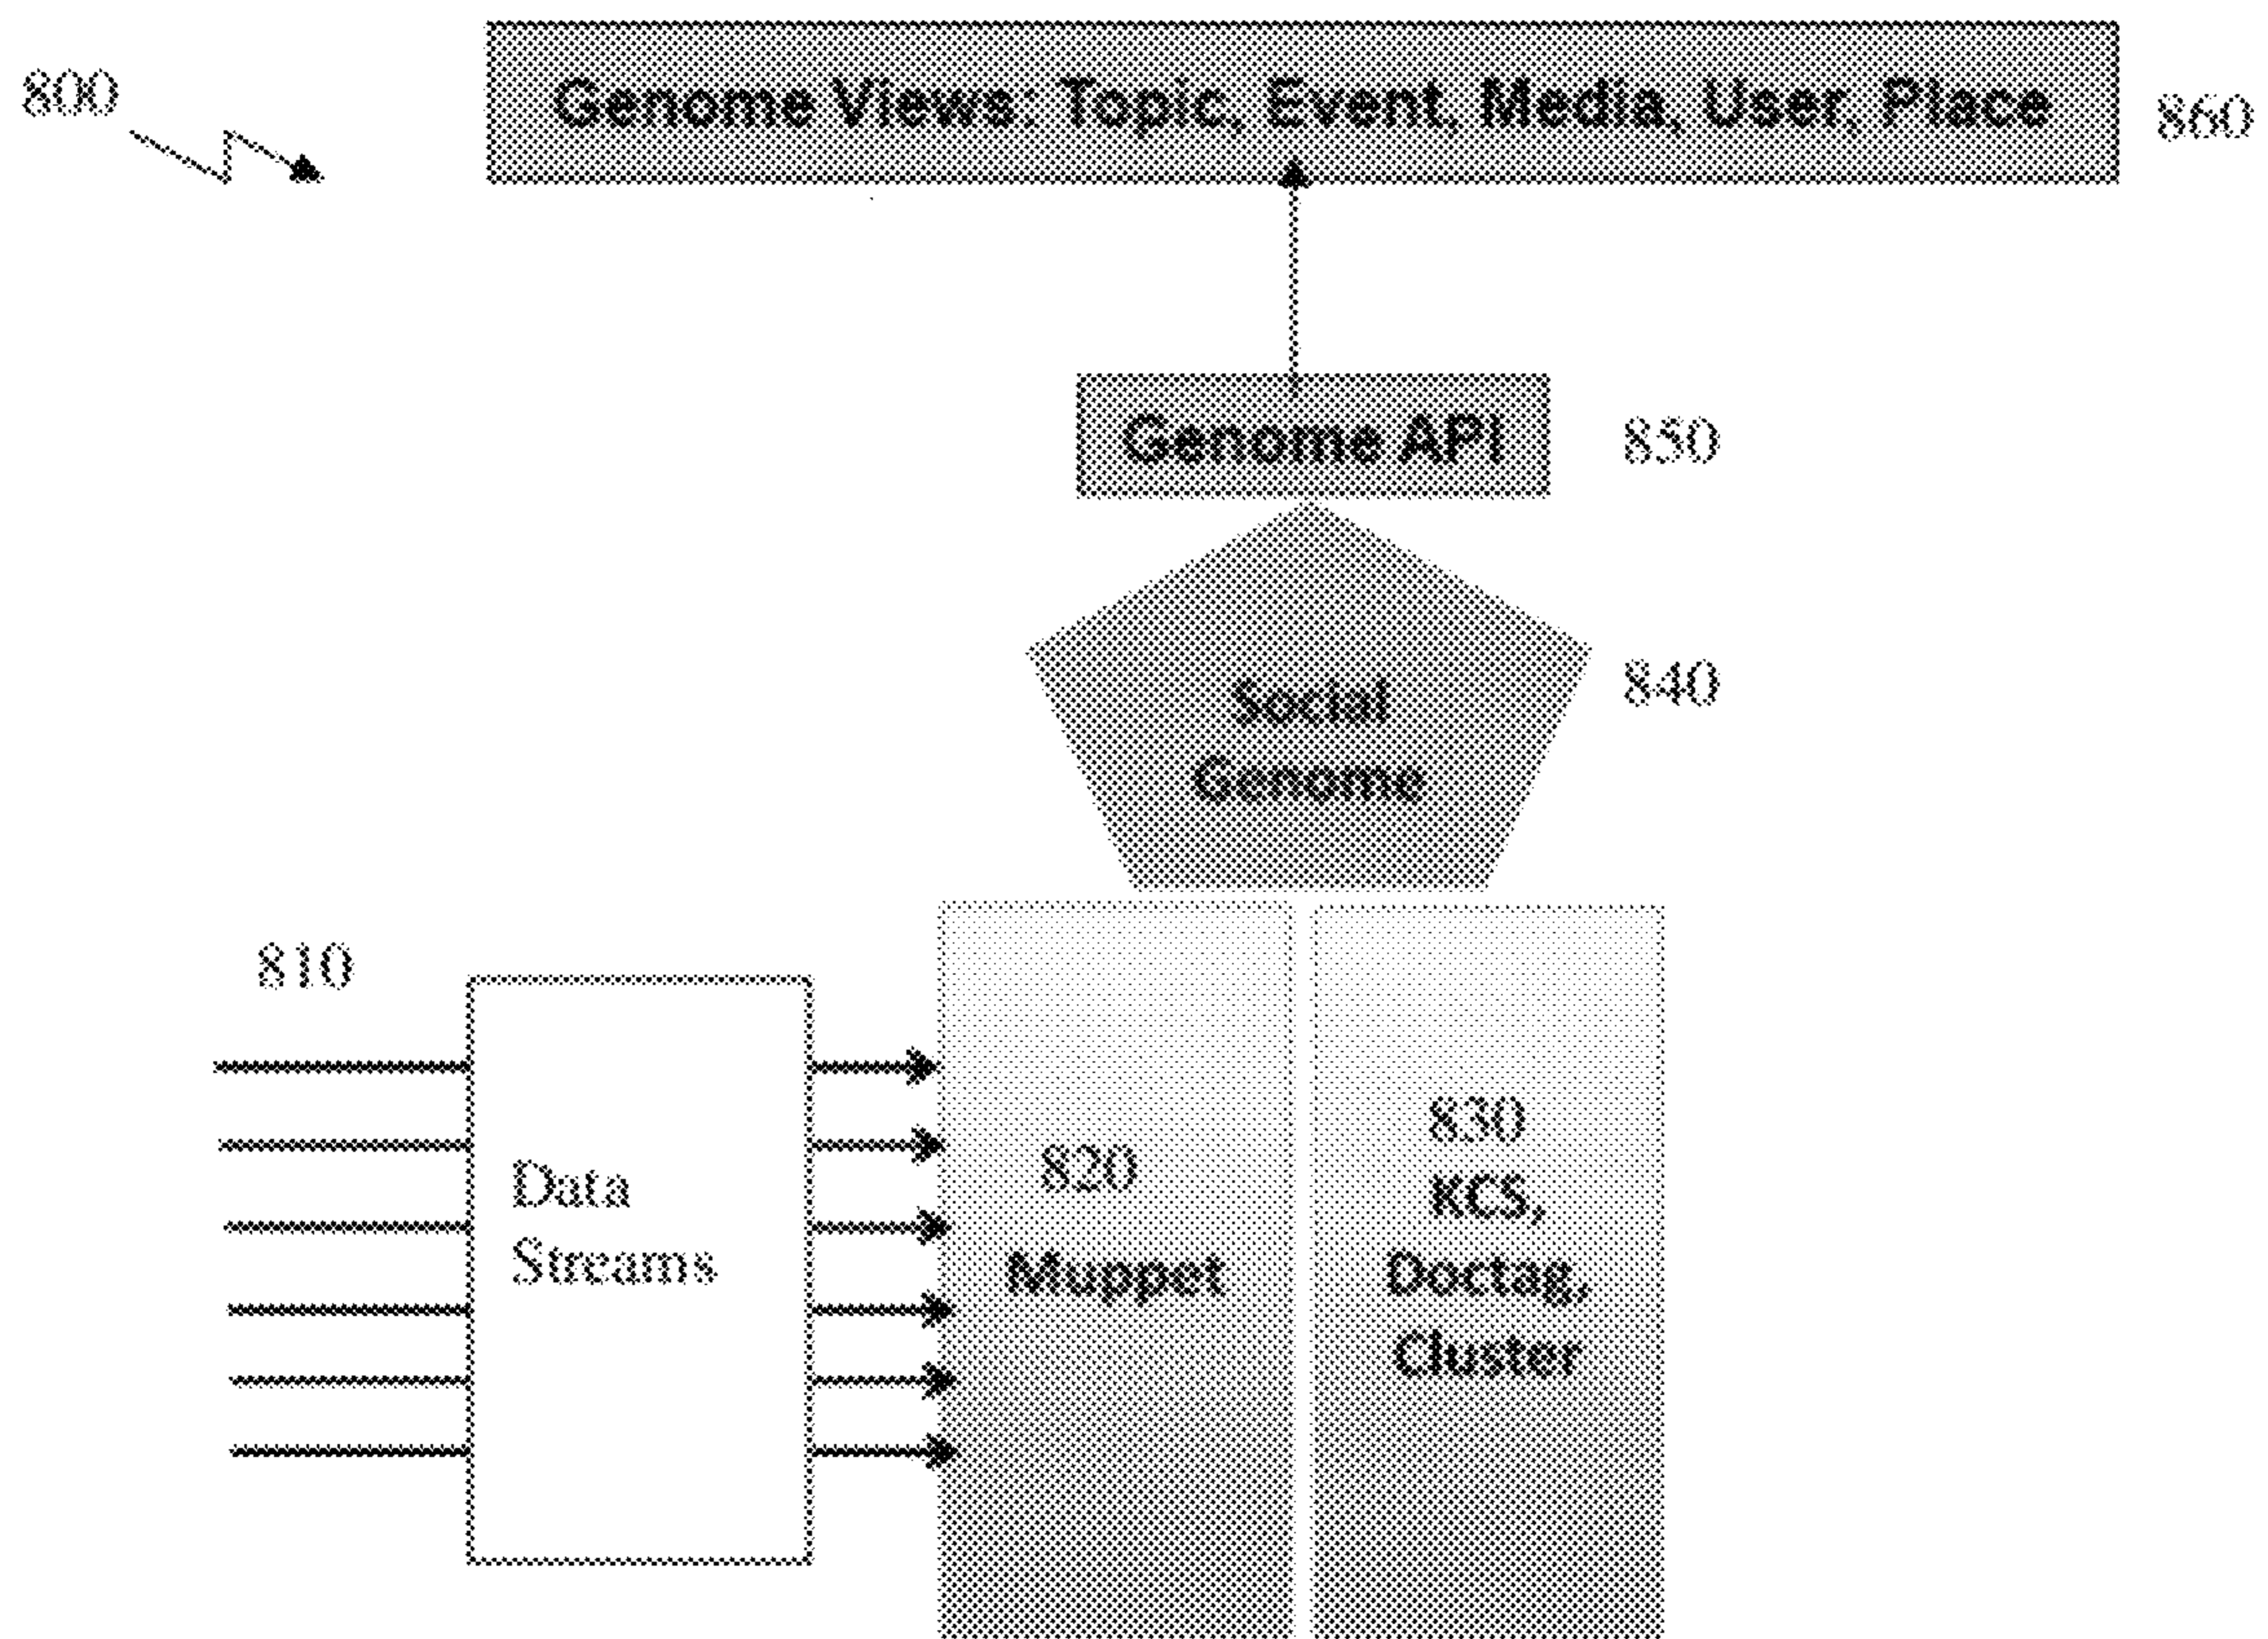 800
Genome Views: Topic, Event, Media, User, Place
860
Genome API
850
Social
Genome
840
810
Data
Streams
820
Muppet
830
KCS,
Doctag,
Cluster